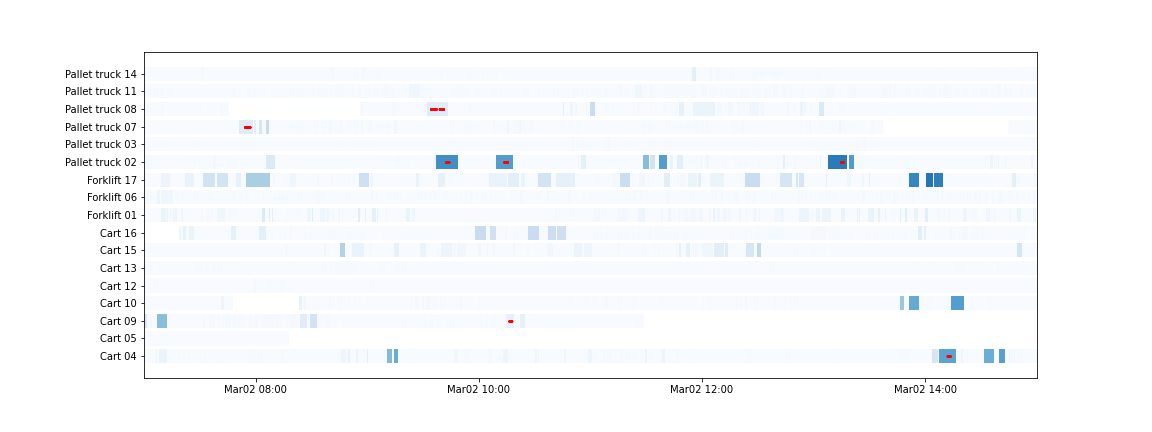 Pallet truck 14
Pallet truck 11
Pallet truck 08
Pallet truck 07
Pallet truck 03
Pallet truck 02
Forklift 17
Forklift 06
Forklift 01
Cart 16
Cart 15
Cart 13
Cart 12
Cart 10
Cart 09
Cart 05
Cart 04
Mar02 08:00 Mar02 10:00 Mar02 12:00 Mar02 14:00